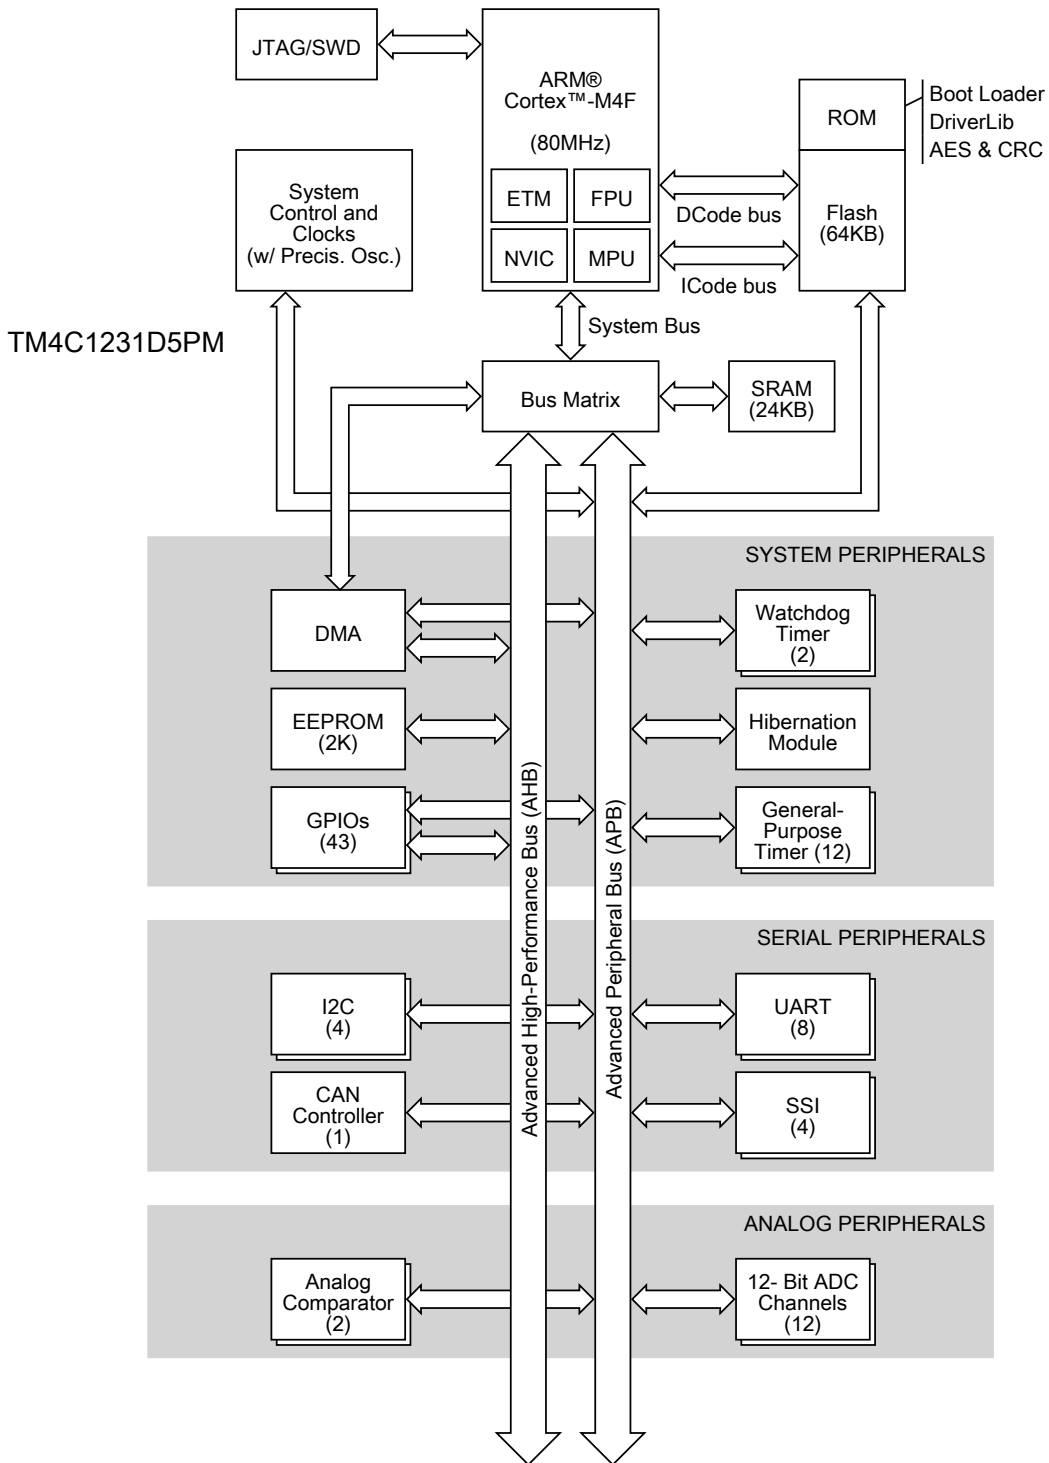 JTAG/SWD
ARM®
Cortex™-M4F
(80MHz)
ETM
FPU
NVIC
MPU
ROM
Boot Loader
DriverLib
AES & CRC
Flash
(64KB)
DCode bus
ICode bus
System
Control and
Clocks
(w/ Precis. Osc.)
TM4C1231D5PM
System Bus
Bus Matrix
SRAM
(24KB)
SYSTEM PERIPHERALS
DMA
Watchdog
Timer
(2)
EEPROM
(2K)
Hibernation
Module
GPIOs
(43)
General-
Purpose
Timer (12)
Advanced High-Performance Bus (AHB)
Advanced Peripheral Bus (APB)
SERIAL PERIPHERALS
I2C
(4)
UART
(8)
CAN
Controller
(1)
SSI
(4)
ANALOG PERIPHERALS
Analog
Comparator
(2)
12- Bit ADC
Channels
(12)